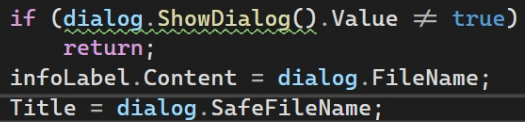 if (dialog.ShowDialog().Value ≠ true)
    return;
infoLabel.Content = dialog.FileName;
Title = dialog.SafeFileName;